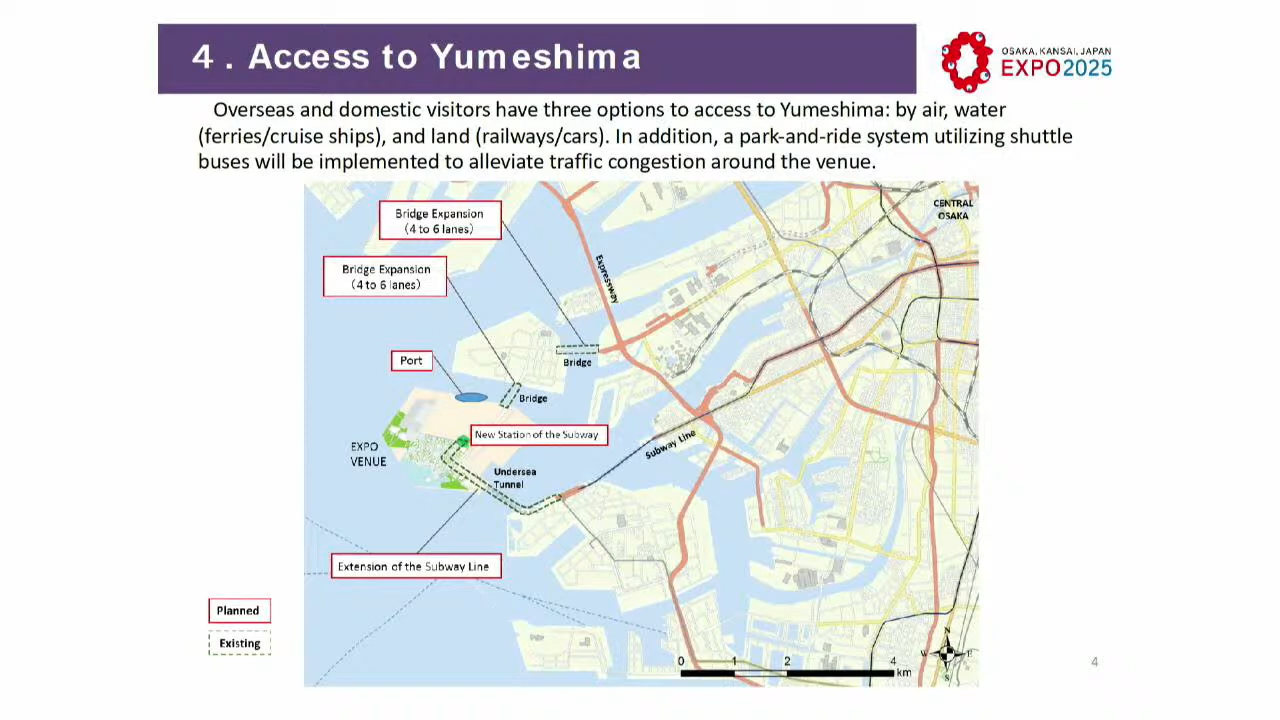 4 . Access to Yumeshima
OSAKA, KANSAI, JAPAN
EXPO2025
Overseas and domestic visitors have three options to access to Yumeshima: by air, water
(ferries/cruise ships), and land (railways/cars). In addition, a park-and-ride system utilizing shuttle
buses will be implemented to alleviate traffic congestion around the venue.
CENTRAL
OSAKA
Bridge Expansion
(4 to 6 lanes)
Bridge Expansion
(4 to 6 lanes)
Expressway
Port
Bridge
Bridge
New Station of the Subway
EXPO
VENUE
Subway Line
Undersea
Tunnel
Extension of the Subway Line
Planned
Existing
0 1 2 4
km
N
W E
S
4